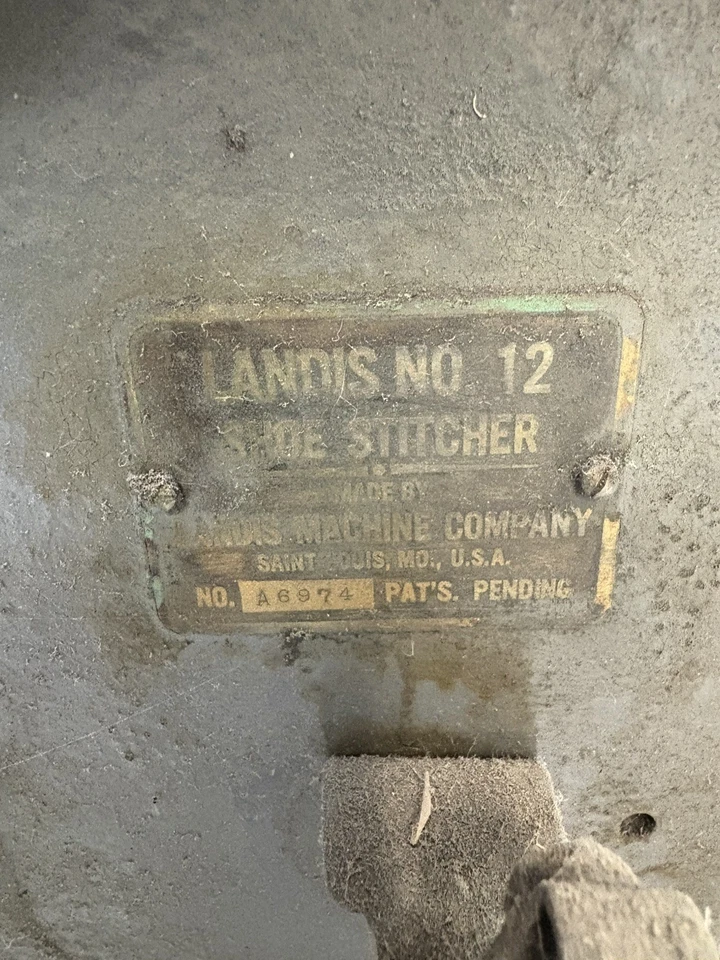 LANDIS NO. 12
SHOE STITCHER
MADE BY
LANDIS MACHINE COMPANY
SAINT LOUIS, MO., U.S.A.
NO. A6974 PAT'S. PENDING